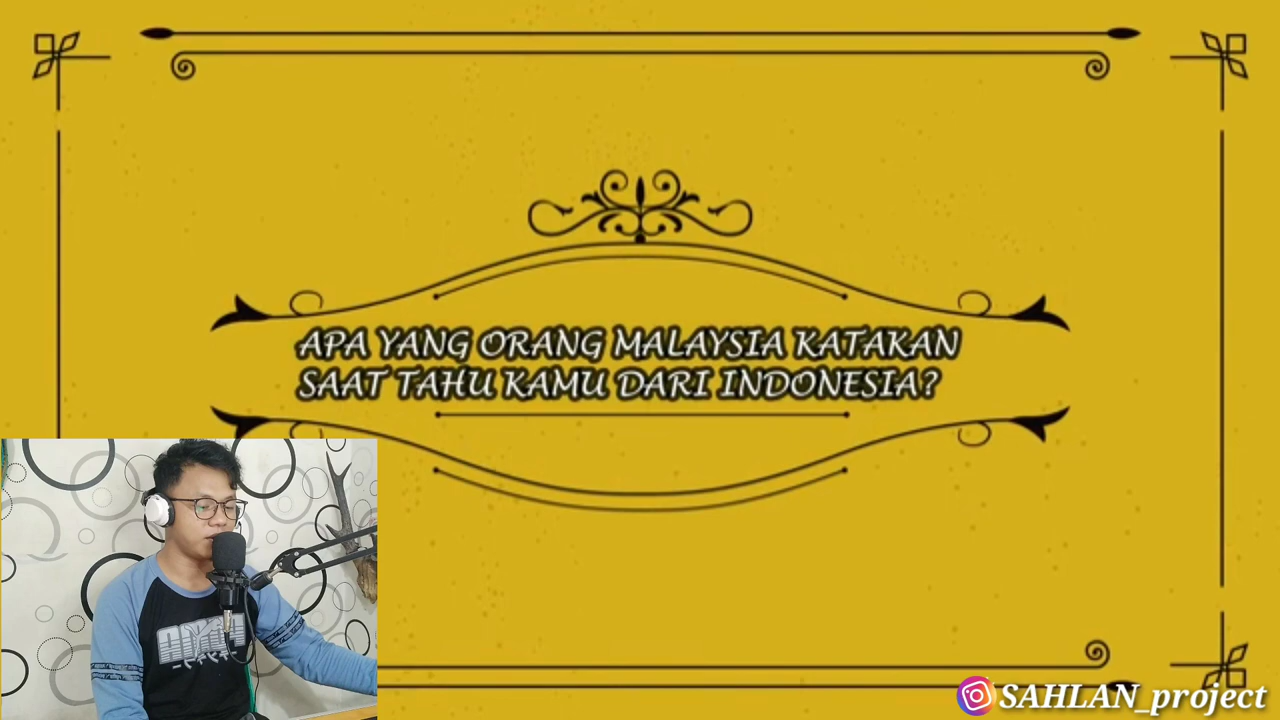 APA YANG ORANG MALAYSIA KATAKAN
SAAT TAHU KAMU DARI INDONESIA?
SAHLAN_project